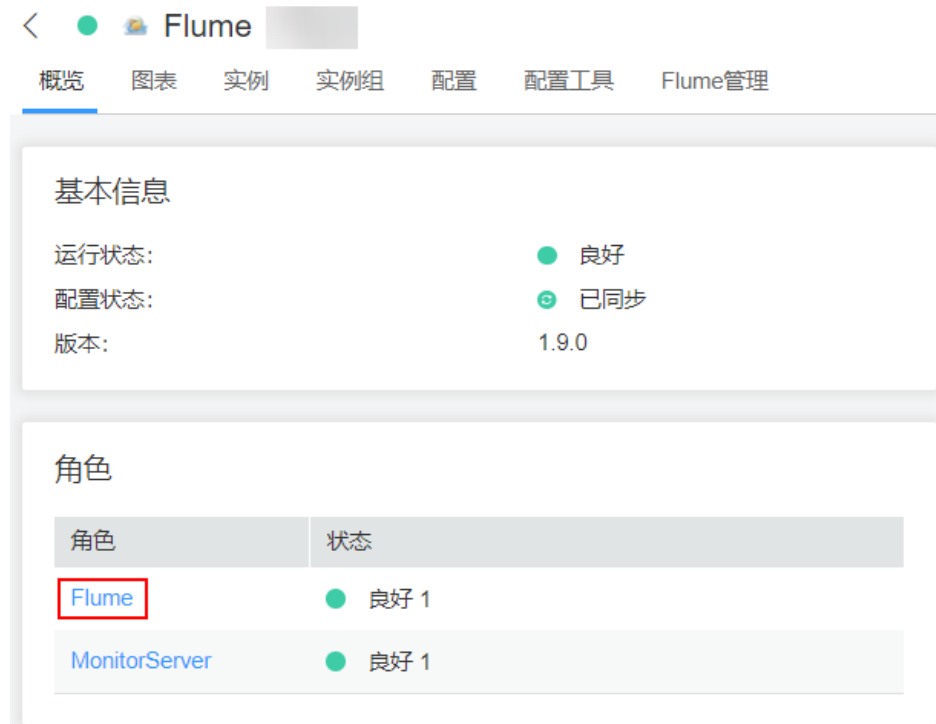 Flume
概览 图表 实例 实例组 配置 配置工具 Flume管理
基本信息
运行状态: 良好
配置状态: 已同步
版本: 1.9.0
角色
角色 状态
Flume 良好 1
MonitorServer 良好 1